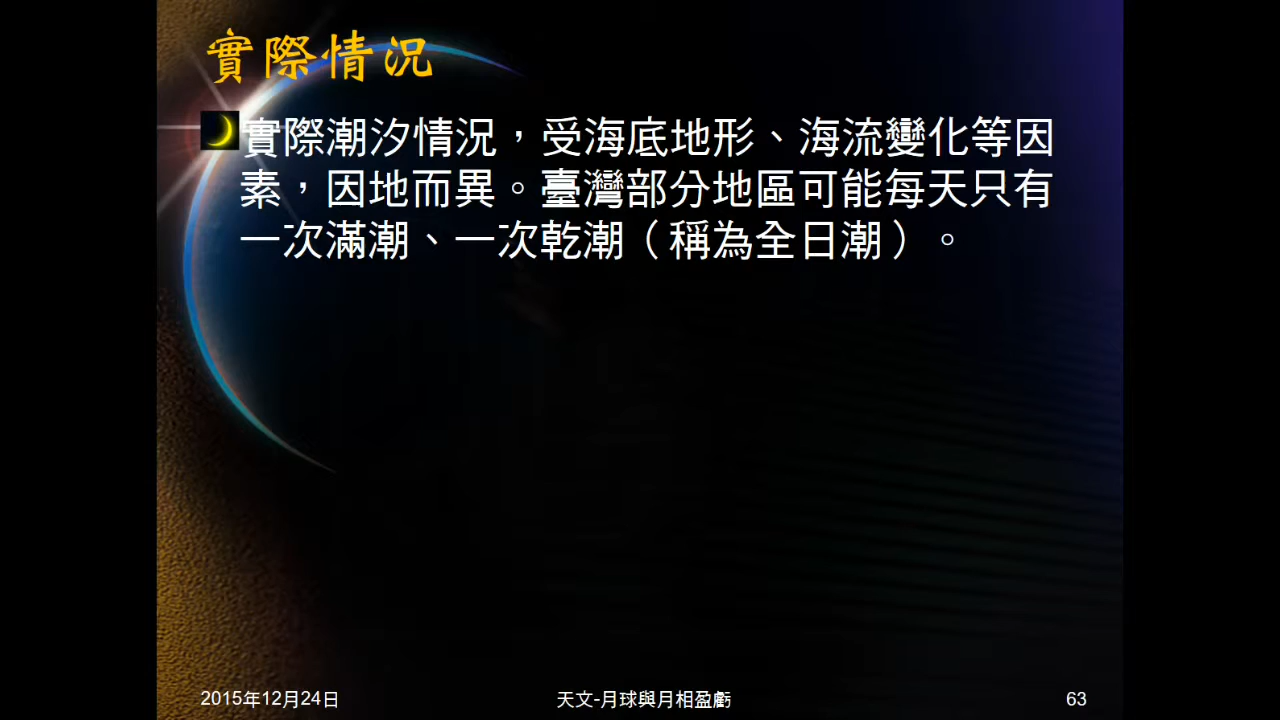 實際情況
實際潮汐情況，受海底地形、海流變化等因
素，因地而異。臺灣部分地區可能每天只有
一次滿潮、一次乾潮（稱為全日潮）。
2015年12月24日
天文-月球與月相盈虧
63